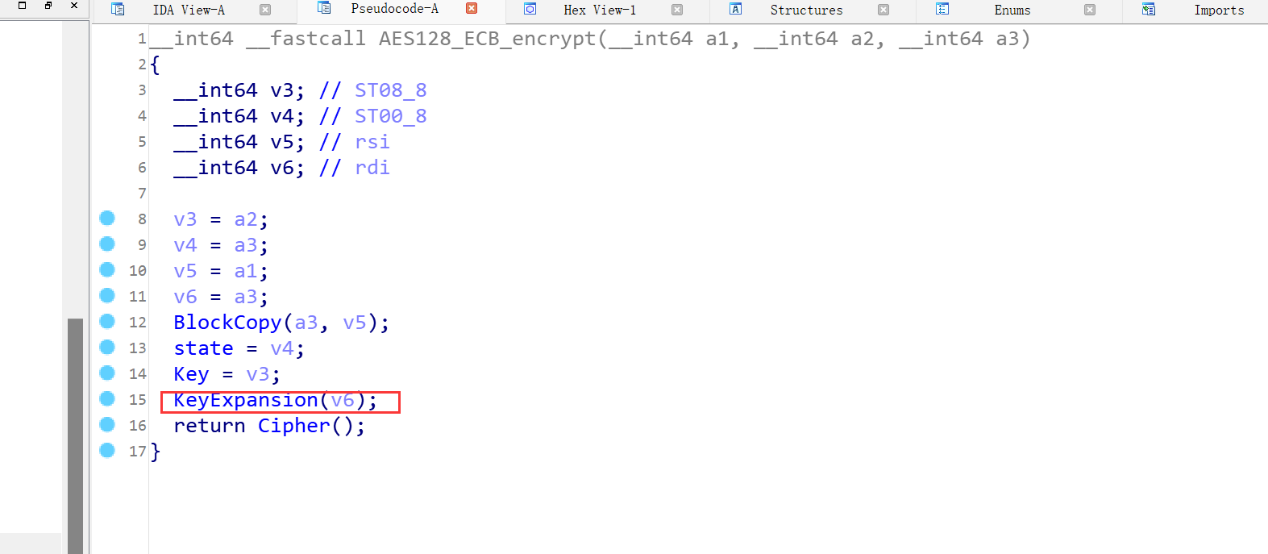 IDA View-A Pseudocode-A Hex View-1 Structures Enums Imports
1 __int64 __fastcall AES128_ECB_encrypt(__int64 a1, __int64 a2, __int64 a3)
2 {
3 __int64 v3; // ST08_8
4 __int64 v4; // ST00_8
5 __int64 v5; // rsi
6 __int64 v6; // rdi
7
8 v3 = a2;
9 v4 = a3;
10 v5 = a1;
11 v6 = a3;
12 BlockCopy(a3, v5);
13 state = v4;
14 Key = v3;
15 KeyExpansion(v6);
16 return Cipher();
17 }